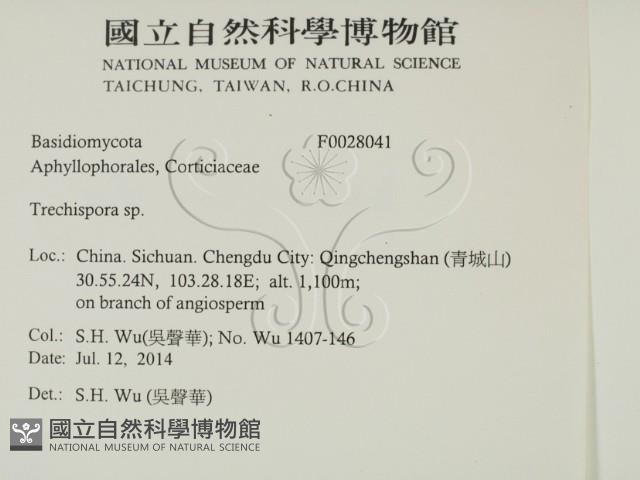 國立自然科學博物館
NATIONAL MUSEUM OF NATURAL SCIENCE
TAICHUNG, TAIWAN, R.O.CHINA
Basidiomycota F0028041
Aphyllophorales, Corticiaceae
Trechispora sp.
Loc.: China. Sichuan. Chengdu City: Qingchengshan (青城山)
30.55.24N, 103.28.18E; alt. 1,100m;
on branch of angiosperm
Col.: S.H. Wu(吳聲華); No. Wu 1407-146
Date: Jul. 12, 2014
Det.: S.H. Wu (吳聲華)
國立自然科學博物館
NATIONAL MUSEUM OF NATURAL SCIENCE